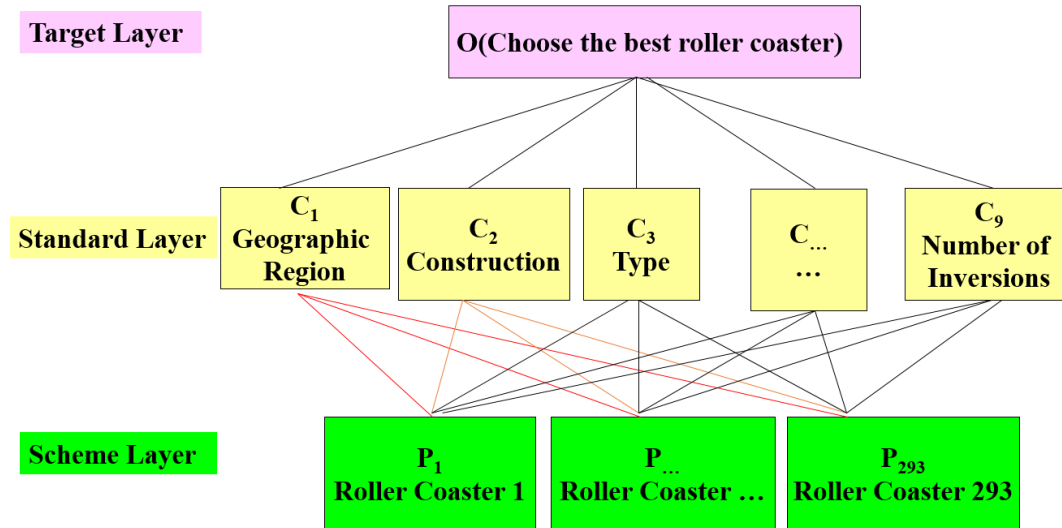 Target Layer
O(Choose the best roller coaster)
Standard Layer
C₁
Geographic
Region
C₂
Construction
C₃
Type
C...
...
C₉
Number of
Inversions
Scheme Layer
P₁
Roller Coaster 1
P...
Roller Coaster ...
P₂₉₃
Roller Coaster 293